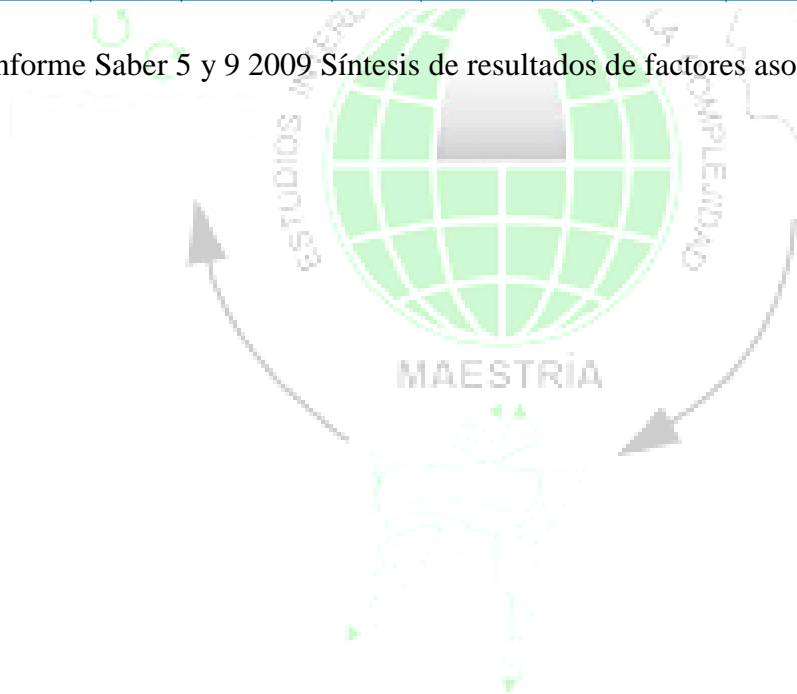 nforme Saber 5 y 9 2009 Síntesis de resultados de factores aso
ESTUDIOS
LA COMPLEJIDAD
MAESTRÍA